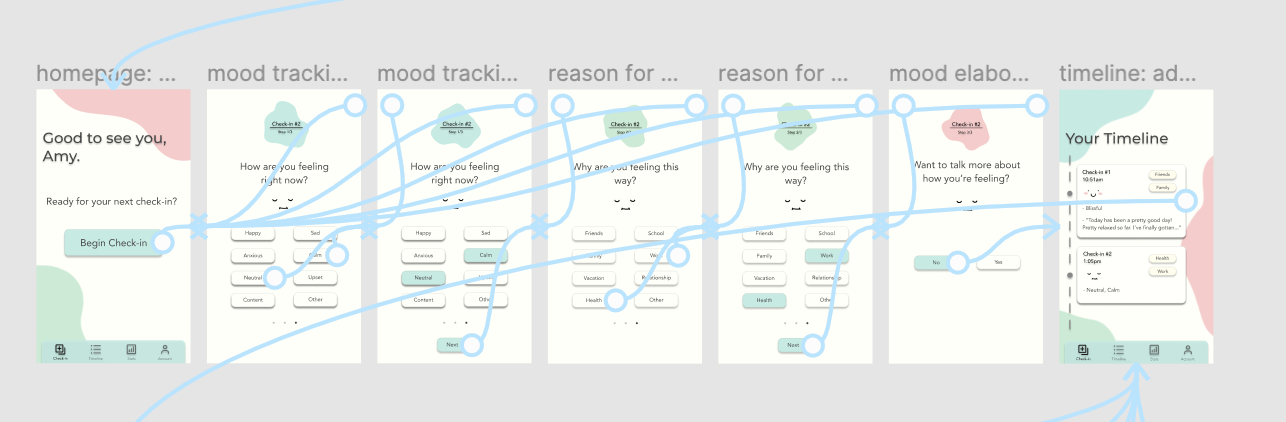 homepage: ...
mood tracki...
mood tracki...
reason for ...
reason for ...
mood elabo...
timeline: ad...
Good to see you,
Amy.
Ready for your next check-in?
Begin Check-in
Check-in
Timeline
Stats
Account
Check-in #2
Step 1/3
How are you feeling
right now?
Happy
Sad
Anxious
Calm
Neutral
Upset
Content
Other
Check-in #2
Step 1/3
How are you feeling
right now?
Happy
Sad
Anxious
Calm
Neutral
Content
Other
Next
Check-in #2
Why are you feeling this
way?
Friends
School
Family
Work
Vacation
Relationship
Health
Other
Check-in #2
Step 2/3
Why are you feeling this
way?
Friends
School
Family
Work
Vacation
Relationship
Health
Other
Next
Check-in #2
Step 3/3
Want to talk more about
how you're feeling?
No
Yes
Your Timeline
Check-in #1
10:51am
Friends
Family
- Blissful
- "Today has been a pretty good day!
Pretty relaxed so far. I've finally gotten..."
Check-in #2
1:05pm
Health
Work
- Neutral, Calm
Check-in
Timeline
Stats
Account